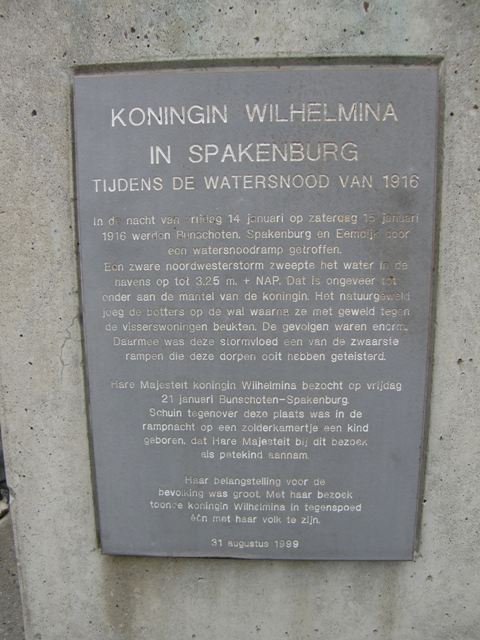 KONINGIN WILHELMINA
IN SPAKENBURG
TIJDENS DE WATERSNOOD VAN 1916
In de nacht van vrijdag 14 januari op zaterdag 15 januari
1916 werden Bunschoten, Spakenburg en Eemdijk door
een watersnoodramp getroffen.
Een zware noordwesterstorm zweepte het water in de
havens op tot 3.25 m. + NAP. Dat is ongeveer tot
onder aan de mantel van de koningin. Het natuurgeweld
joeg de botters op de wal waarna ze met geweld tegen
de visserswoningen beukten. De gevolgen waren enorm.
Daarmee was deze stormvloed een van de zwaarste
rampen die deze dorpen ooit hebben geteisterd.
Hare Majesteit koningin Wilhelmina bezocht op vrijdag
21 januari Bunschoten-Spakenburg.
Schuin tegenover deze plaats was in de
rampnacht op een zolderkamertje een kind
geboren, dat Hare Majesteit bij dit bezoek
als petekind aannam.
Haar belangstelling voor de
bevolking was groot. Met haar bezoek
toonde koningin Wilhelmina in tegenspoed
één met haar volk te zijn.
31 augustus 1999